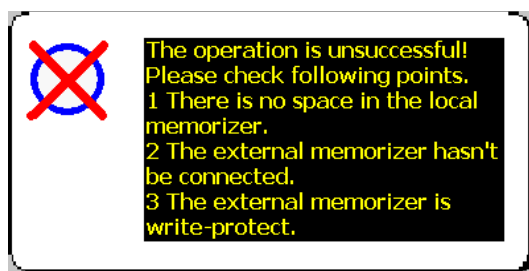 The operation is unsuccessful!
Please check following points.
1 There is no space in the local
memorizer.
2 The external memorizer hasn't
be connected.
3 The external memorizer is
write-protect.